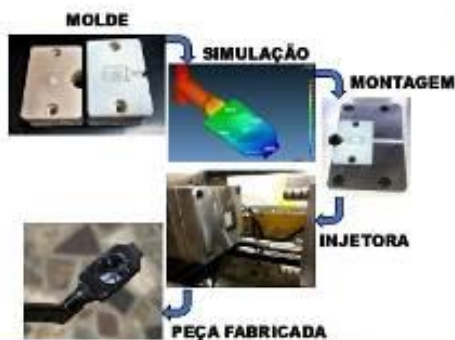 MOLDE
SIMULAÇÃO
MONTAGEM
INJETORA
PEÇA FABRICADA